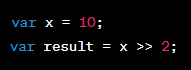 var x = 10;
var result = x >> 2;